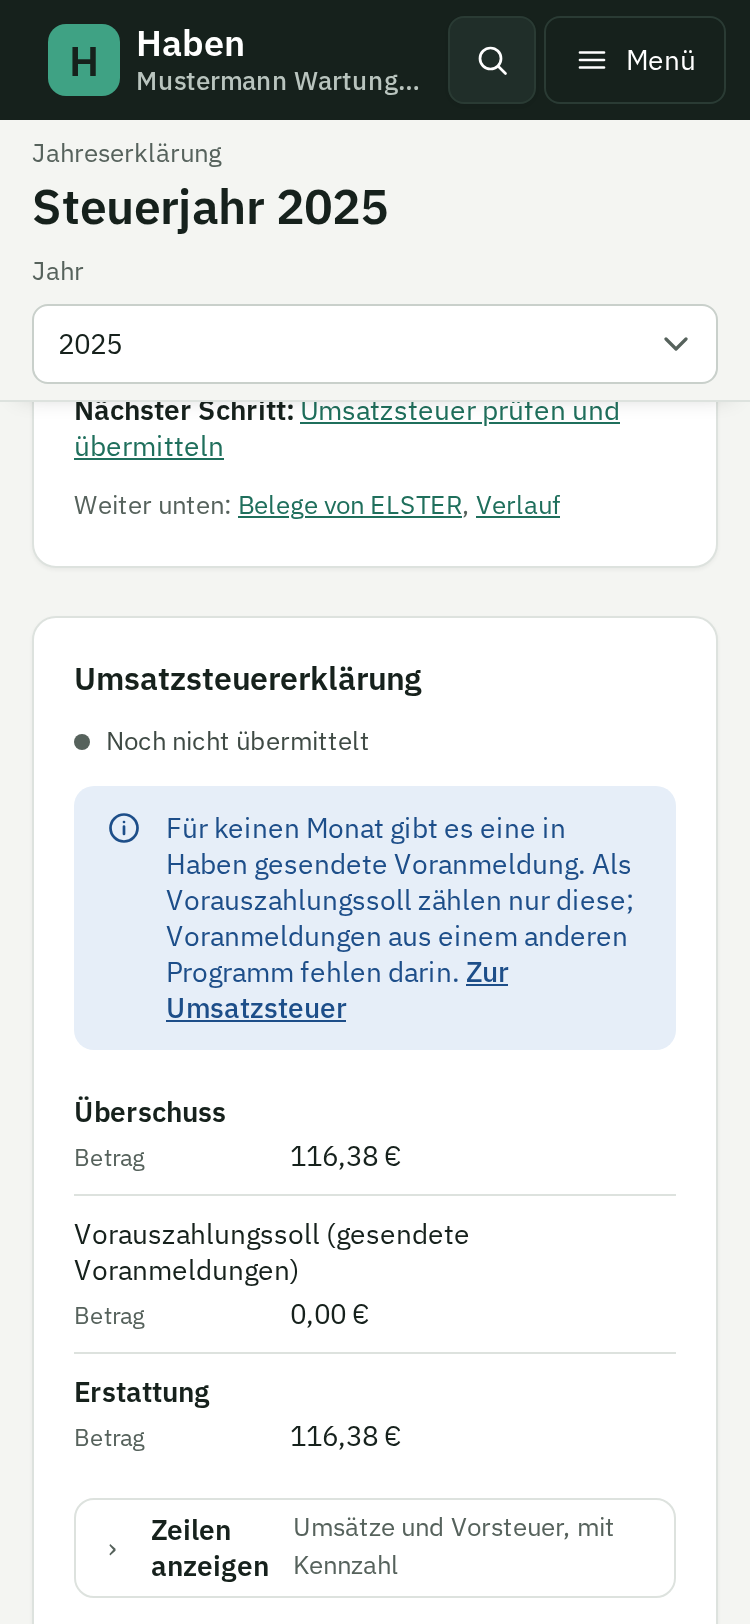 H
Haben
Mustermann Wartung...
Menü
Jahreserklärung
Steuerjahr 2025
Jahr
2025
Nächster Schritt: Umsatzsteuer prüfen und
übermitteln
Weiter unten: Belege von ELSTER, Verlauf
Umsatzsteuererklärung
Noch nicht übermittelt
Für keinen Monat gibt es eine in
Haben gesendete Voranmeldung. Als
Vorauszahlungssoll zählen nur diese;
Voranmeldungen aus einem anderen
Programm fehlen darin. Zur
Umsatzsteuer
Überschuss
Betrag 116,38 €
Vorauszahlungssoll (gesendete
Voranmeldungen)
Betrag 0,00 €
Erstattung
Betrag 116,38 €
Zeilen
anzeigen
Umsätze und Vorsteuer, mit
Kennzahl